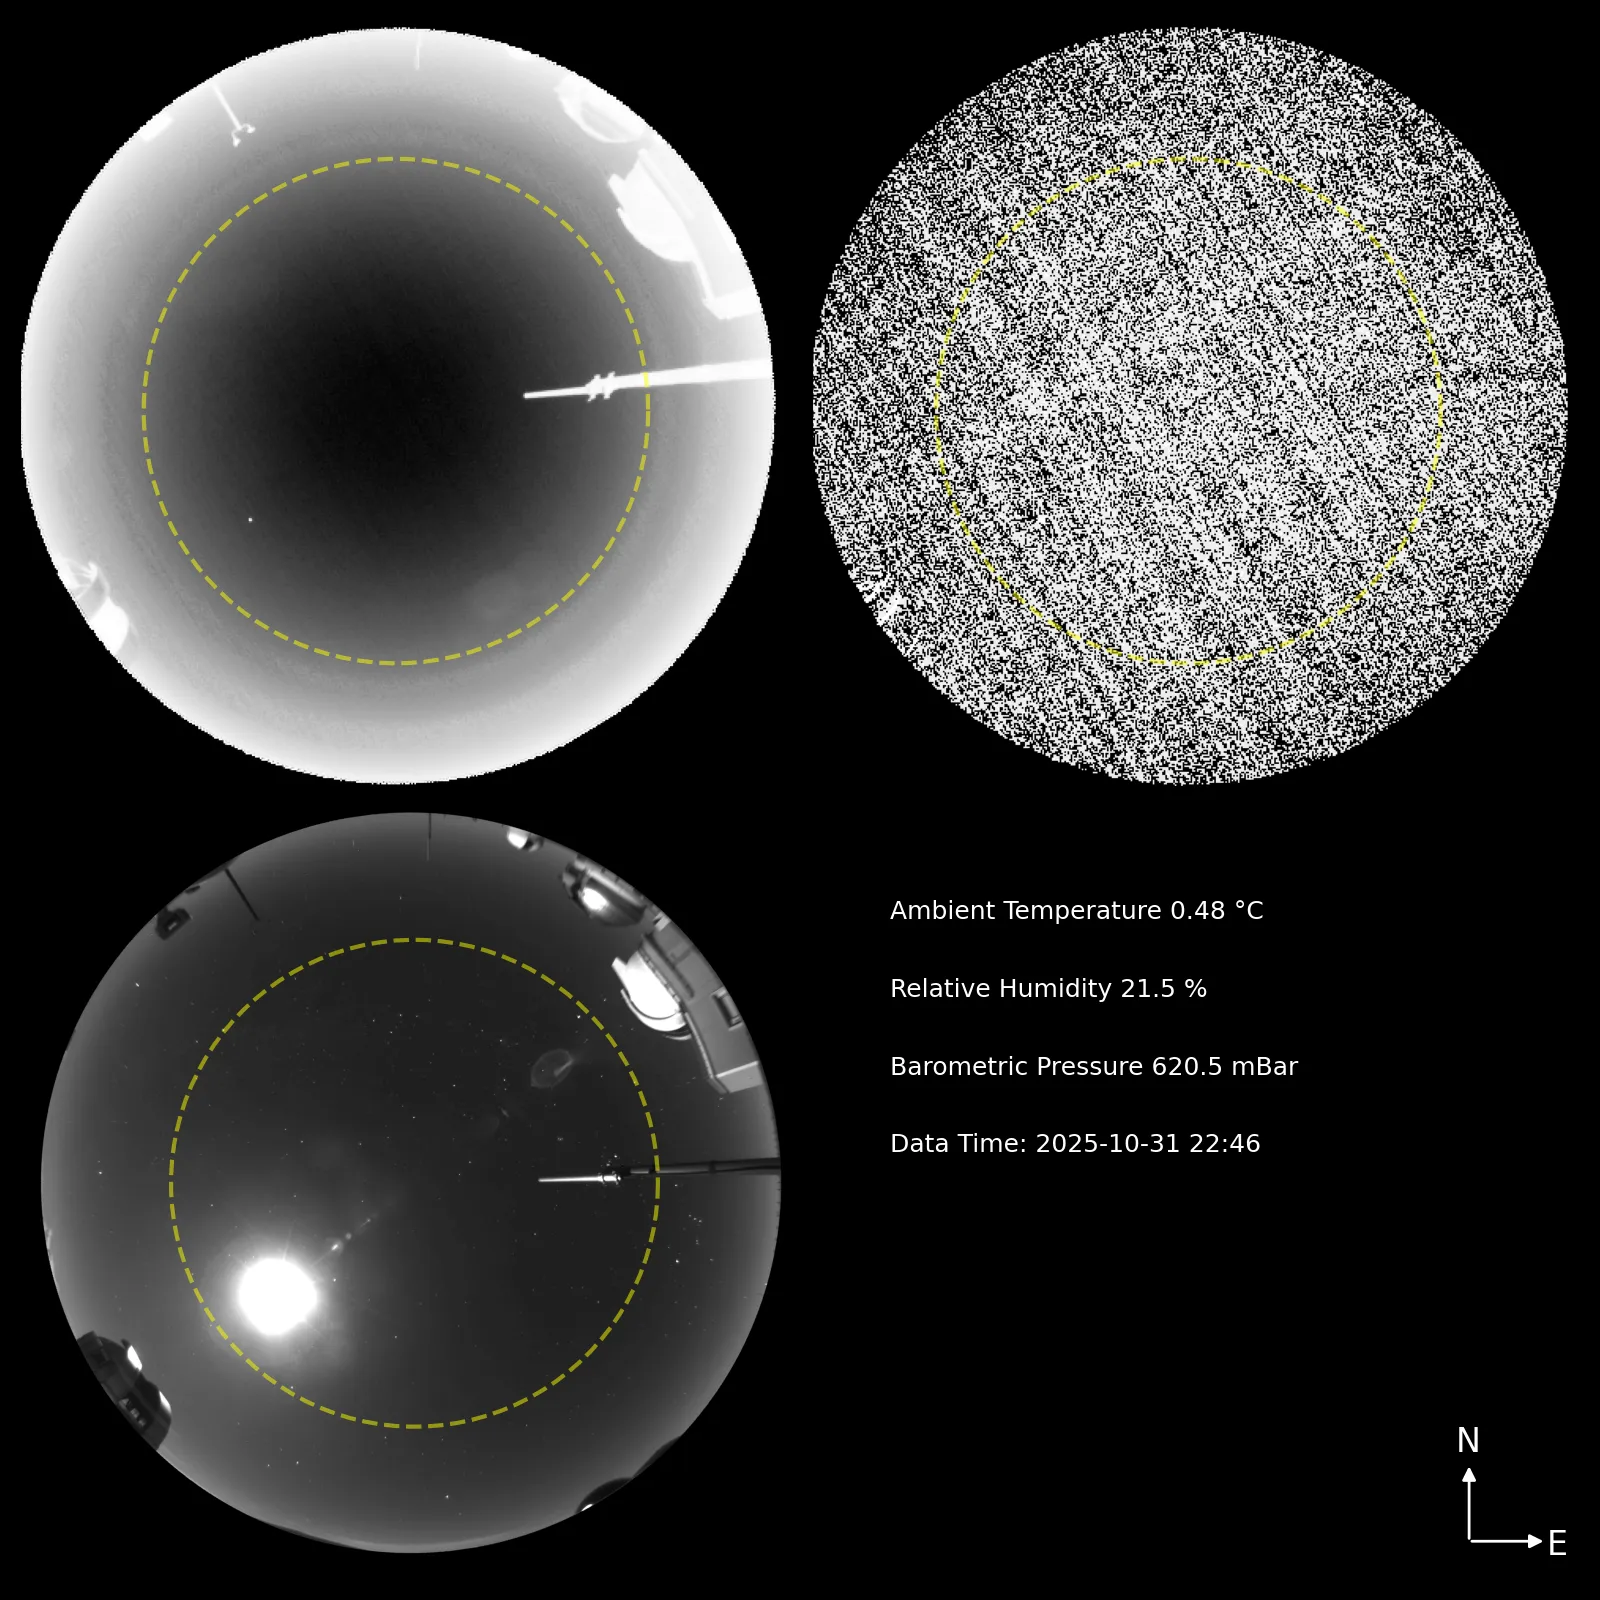 Ambient Temperature 0.48 °C
Relative Humidity 21.5 %
Barometric Pressure 620.5 mBar
Data Time: 2025-10-31 22:46
N
E